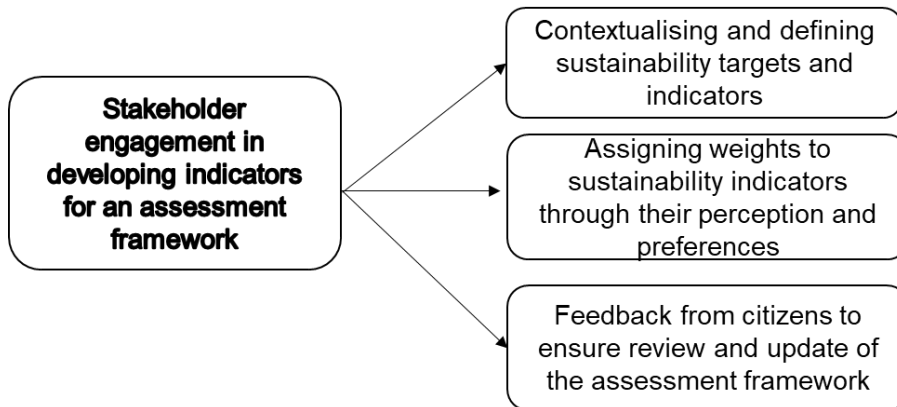 Stakeholder
engagement in
developing indicators
for an assessment
framework
Contextualising and defining
sustainability targets and
indicators
Assigning weights to
sustainability indicators
through their perception and
preferences
Feedback from citizens to
ensure review and update of
the assessment framework